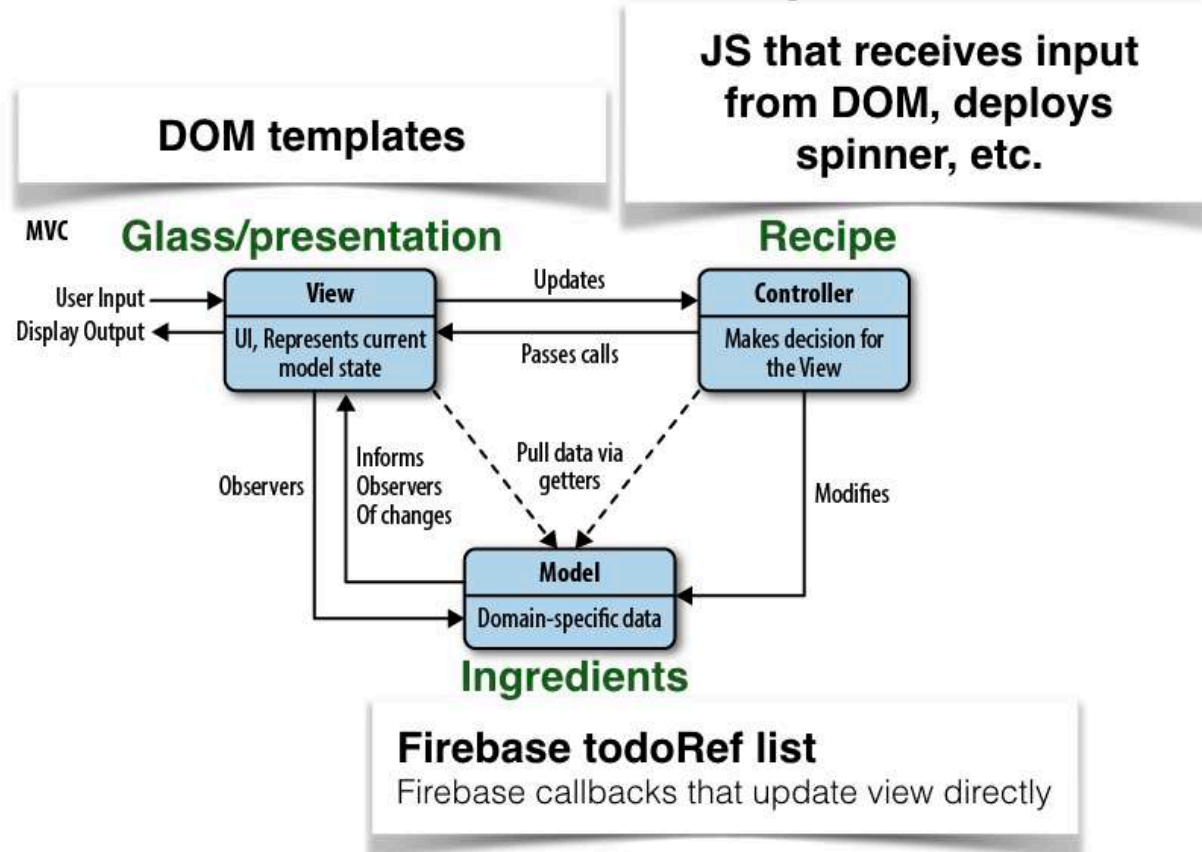 JS that receives input
from DOM, deploys
spinner, etc.
DOM templates
MVC
Glass/presentation
Recipe
User Input
Display Output
View
UI, Represents current
model state
Updates
Passes calls
Controller
Makes decision for
the View
Observers
Informs
Observers
Of changes
Pull data via
getters
Modifies
Model
Domain-specific data
Ingredients
Firebase todoRef list
Firebase callbacks that update view directly